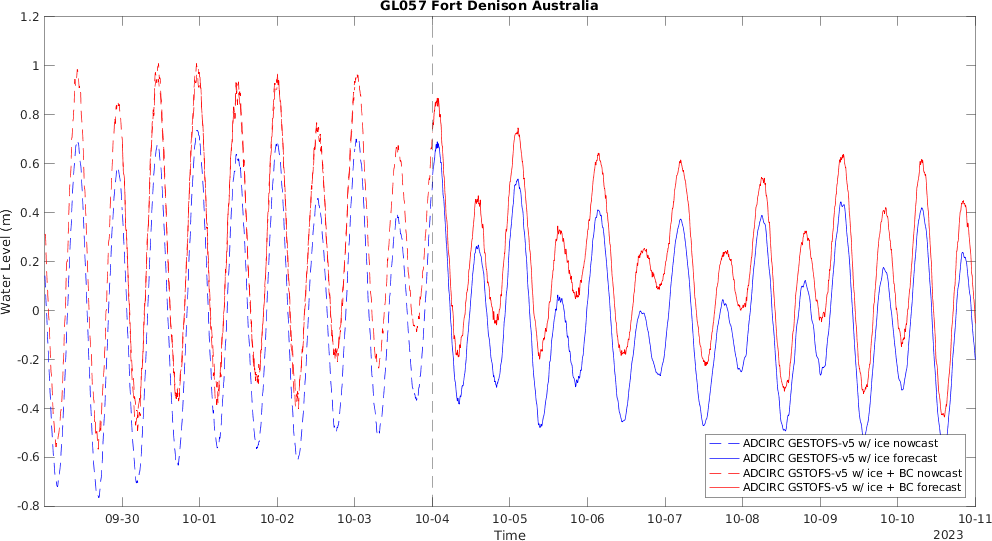 GL057 Fort Denison Australia
1.2
1
0.8
0.6
0.4
0.2
0
-0.2
-0.4
-0.6
-0.8
Water Level (m)
ADCIRC GESTOFS-v5 w/ ice nowcast
ADCIRC GESTOFS-v5 w/ ice forecast
ADCIRC GSTOFS-v5 w/ ice + BC nowcast
ADCIRC GSTOFS-v5 w/ ice + BC forecast
09-30 10-01 10-02 10-03 10-04 10-05 10-06 10-07 10-08 10-09 10-10 10-11
Time
2023